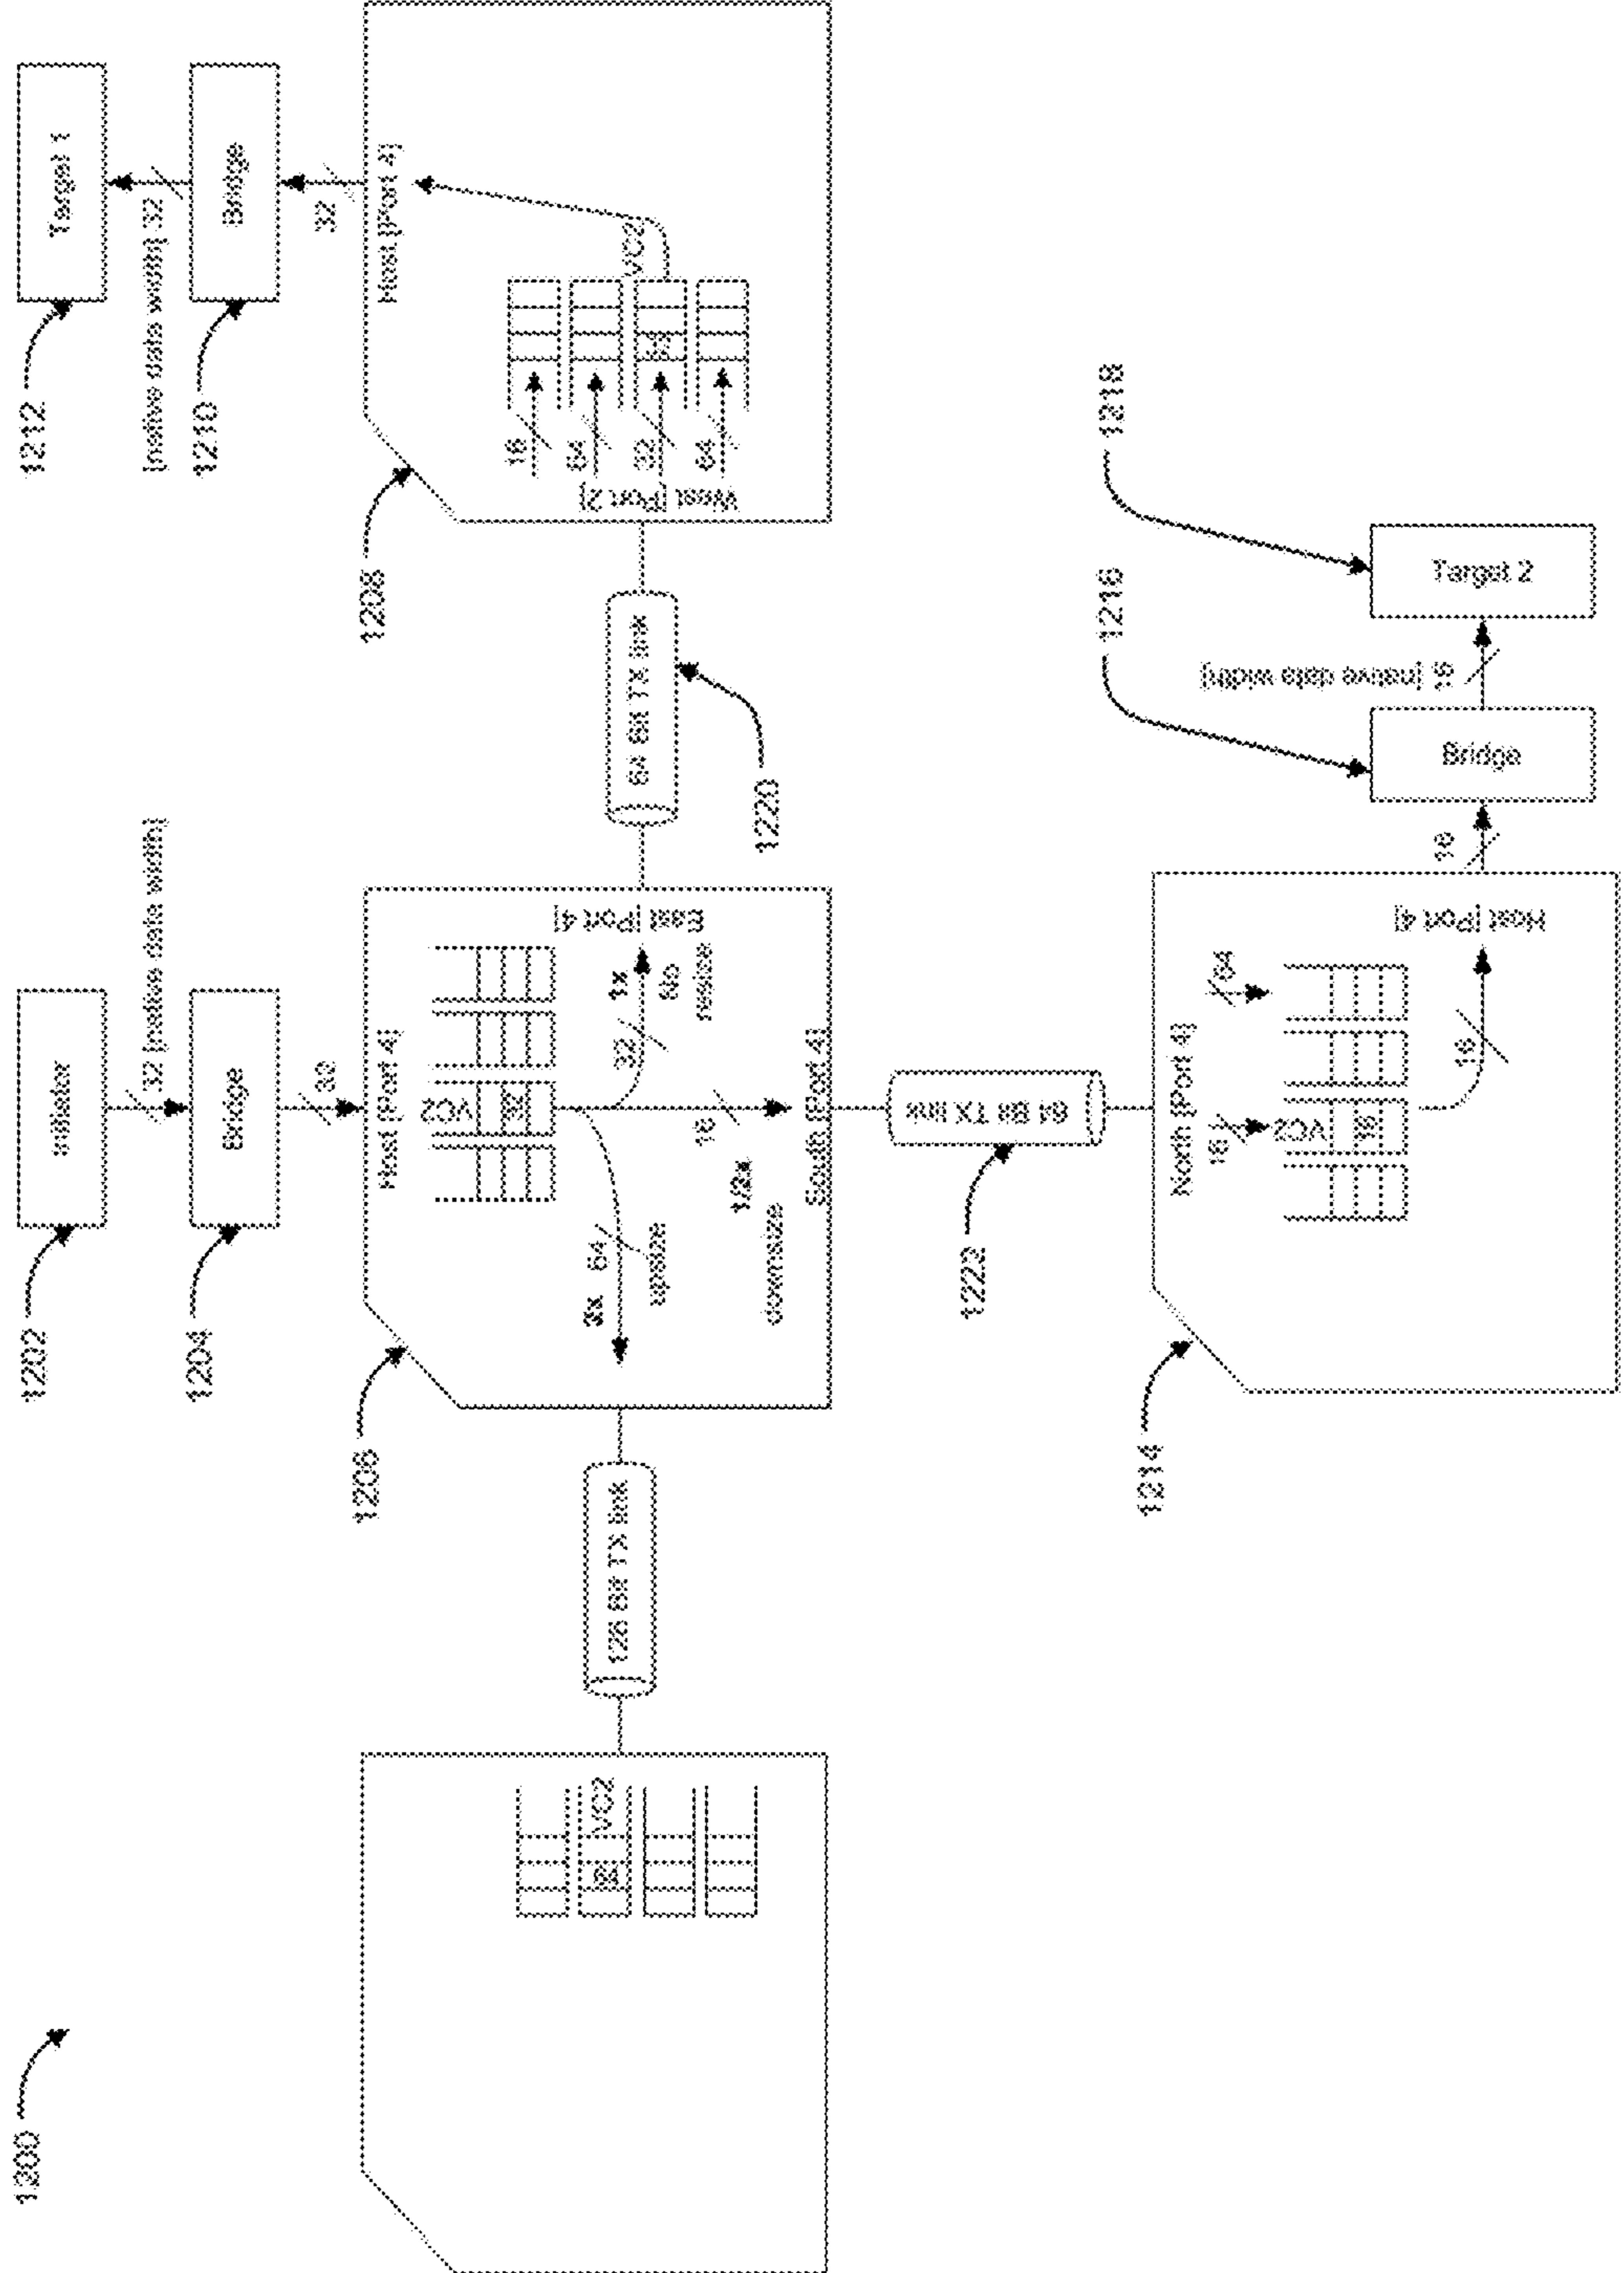 1200
1202
Initiator
32 [native data width]
1204
Bridge
32
1206
Host [Port 4]
VC2
32
32
1x
No
resize
East [Port 4]
3x
64
upsize
16
1/2x
downsize
South [Port 4]
128 Bit TX link
VC2
64
64 Bit TX link
1220
1208
West [Port 2]
16
64
32
64
VC2
Host [Port 4]
32
1210
Bridge
[native data width] 32
1212
Target 1
64 Bit TX link
1222
1214
North [Port 4]
16
64
VC2
16
16
Host [Port 4]
16
1216
Bridge
16 [native data width]
1218
Target 2